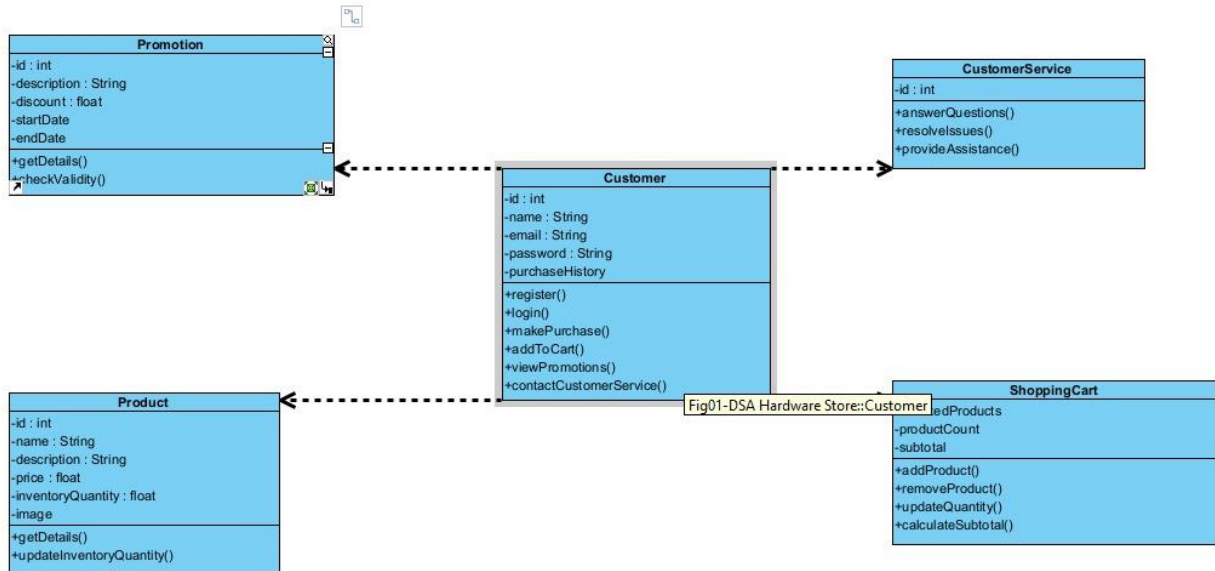 Promotion
-id : int
-description : String
-discount : float
-startDate
-endDate
+getDetails()
+checkValidity()
CustomerService
-id : int
+answerQuestions()
+resolveIssues()
+provideAssistance()
Customer
-id : int
-name : String
-email : String
-password : String
-purchaseHistory
+register()
+login()
+makePurchase()
+addToCart()
+viewPromotions()
+contactCustomerService()
Fig01-DSA Hardware Store::Customer
Product
-id : int
-name : String
-description : String
-price : float
-inventoryQuantity : float
-image
+getDetails()
+updateInventoryQuantity()
ShoppingCart
-productCount
-subtotal
+addProduct()
+removeProduct()
+updateQuantity()
+calculateSubtotal()